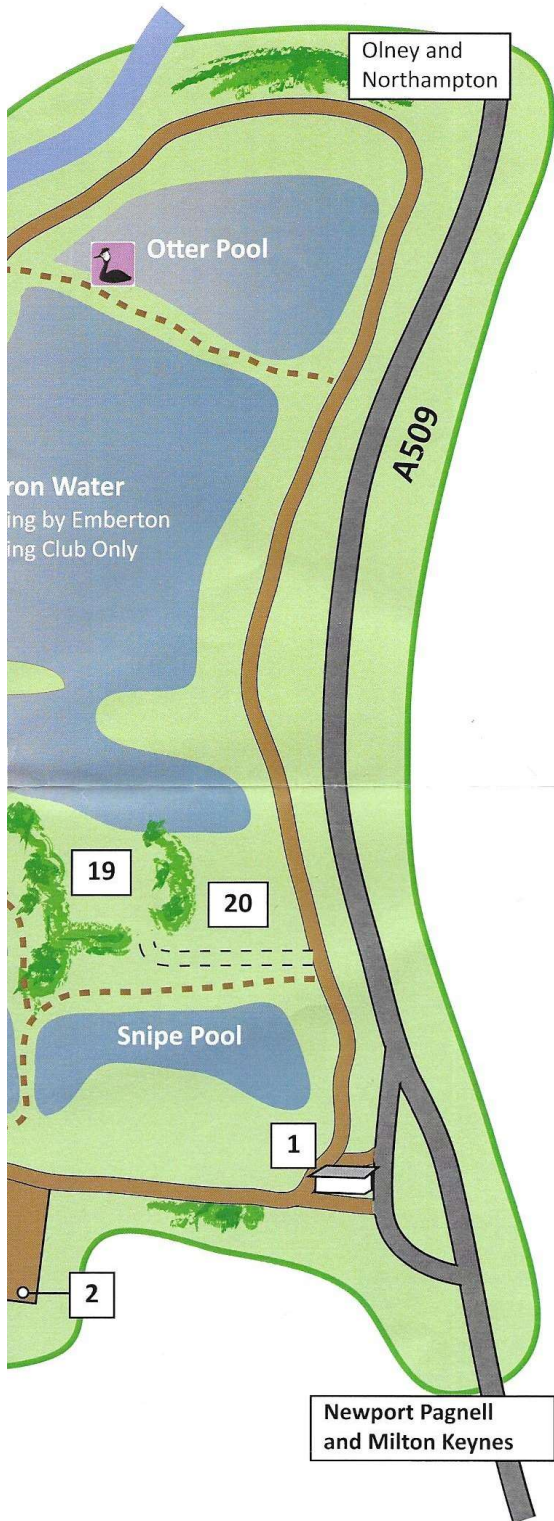 Olney and
Northampton
Otter Pool
A509
ron Water
ing by Emberton
ing Club Only
19
20
Snipe Pool
1
2
Newport Pagnell
and Milton Keynes